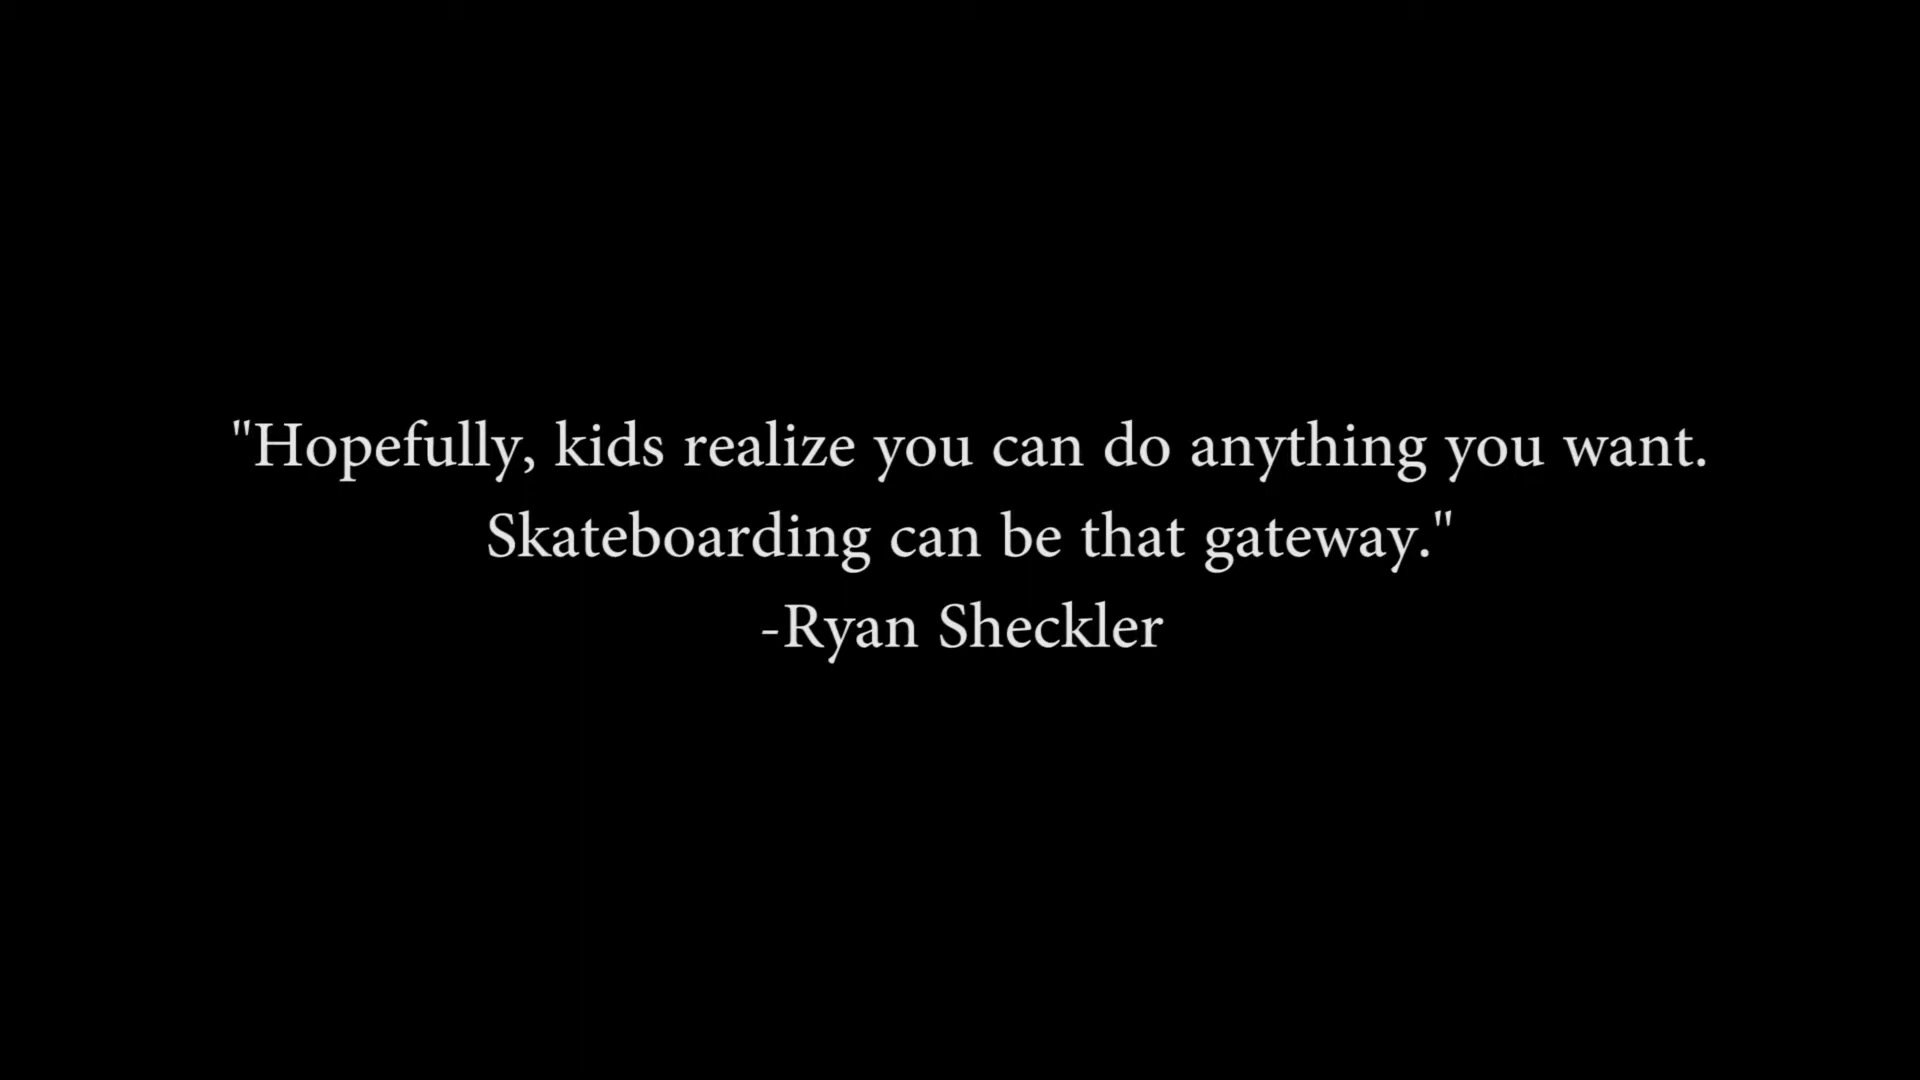 "Hopefully, kids realize you can do anything you want.
Skateboarding can be that gateway."
-Ryan Sheckler